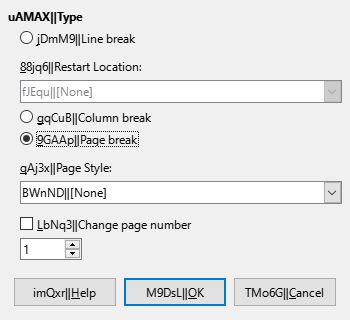 uAMAX||Type
jDmM9||Line break
88jq6||Restart Location:
fJEqu||[None]
gqCuB||Column break
9GAAp||Page break
gAj3x||Page Style:
BWnND||[None]
LbNq3||Change page number
1
imQxr||Help M9DsL||OK TMo6G||Cancel